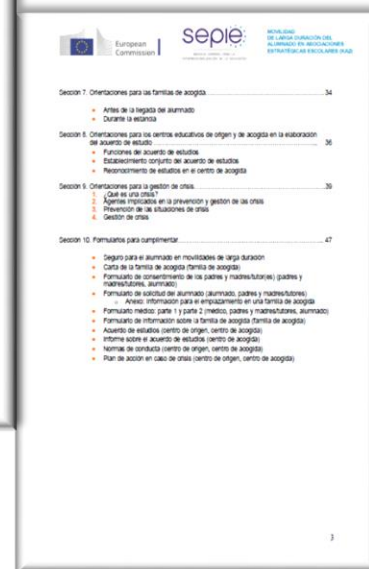 European
Commission
sepie
MOVILIDAD
DE LARGA DURACIÓN DEL
ALUMNADO EN ASOCIACIONES
ESTRATÉGICAS ESCOLARES (KA2)
Sección 7. Orientaciones para las familias de acogida 34
Antes de la llegada del alumnado
Durante la estancia
Sección 8. Orientaciones para los centros educativos de origen y de acogida en la elaboración
del acuerdo de estudio 36
Funciones del acuerdo de estudios
Establecimiento conjunto del acuerdo de estudios
Reconocimiento de estudios en el centro de acogida
Sección 9. Orientaciones para la gestión de crisis 39
1. ¿Qué es una crisis?
2. Agentes implicados en la prevención y gestión de las crisis
3. Prevención de las situaciones de crisis
4. Gestión de crisis
Sección 10. Formularios para cumplimentar 47
Seguro para el alumnado en movilidades de larga duración
Carta de la familia de acogida (familia de acogida)
Formulario de consentimiento de los padres y madres/tutor(es) (padres y
madres/tutores, alumnado)
Formulario de solicitud del alumnado (alumnado, padres y madres/tutores)
Anexo: Información para el emplazamiento en una familia de acogida
Formulario médico: parte 1 y parte 2 (médico, padres y madres/tutores, alumnado)
Formulario de información sobre la familia de acogida (familia de acogida)
Acuerdo de estudios (centro de origen, centro de acogida)
Informe sobre el acuerdo de estudios (centro de acogida)
Normas de conducta (centro de origen, centro de acogida)
Plan de acción en caso de crisis (centro de origen, centro de acogida)
3